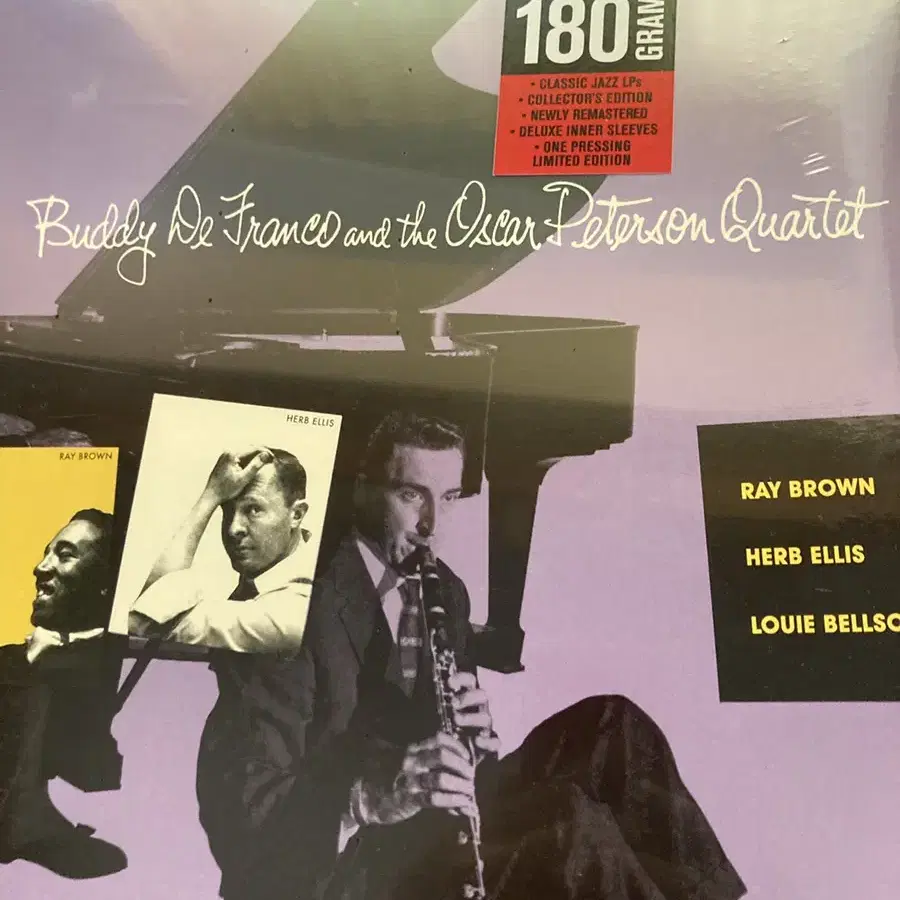 180 GRAM
• CLASSIC JAZZ LPs
• COLLECTOR'S EDITION
• NEWLY REMASTERED
• DELUXE INNER SLEEVES
• ONE PRESSING
LIMITED EDITION
Buddy De Franco and the Oscar Peterson Quartet
HERB ELLIS
RAY BROWN
RAY BROWN
HERB ELLIS
LOUIE BELLSO